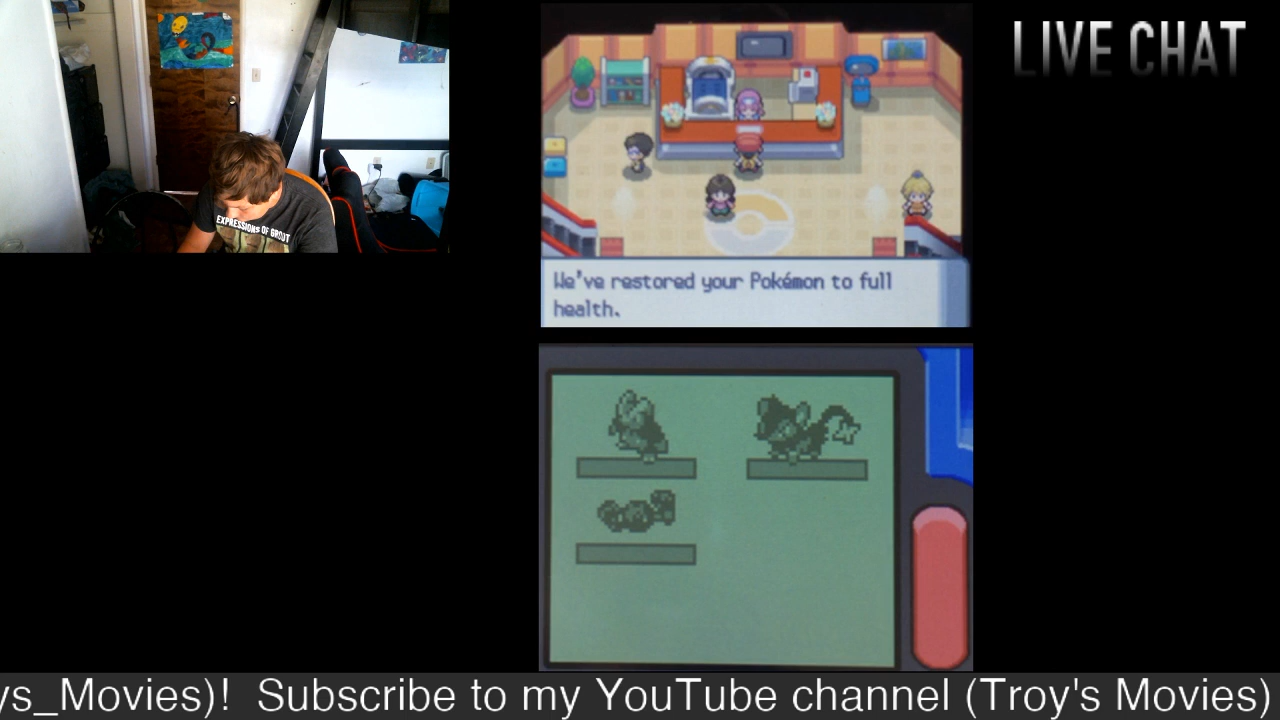 LIVE CHAT
EXPRESSIONS OF GROOT
We've restored your Pokémon to full
health.
ys_Movies)!  Subscribe to my YouTube channel (Troy's Movies)